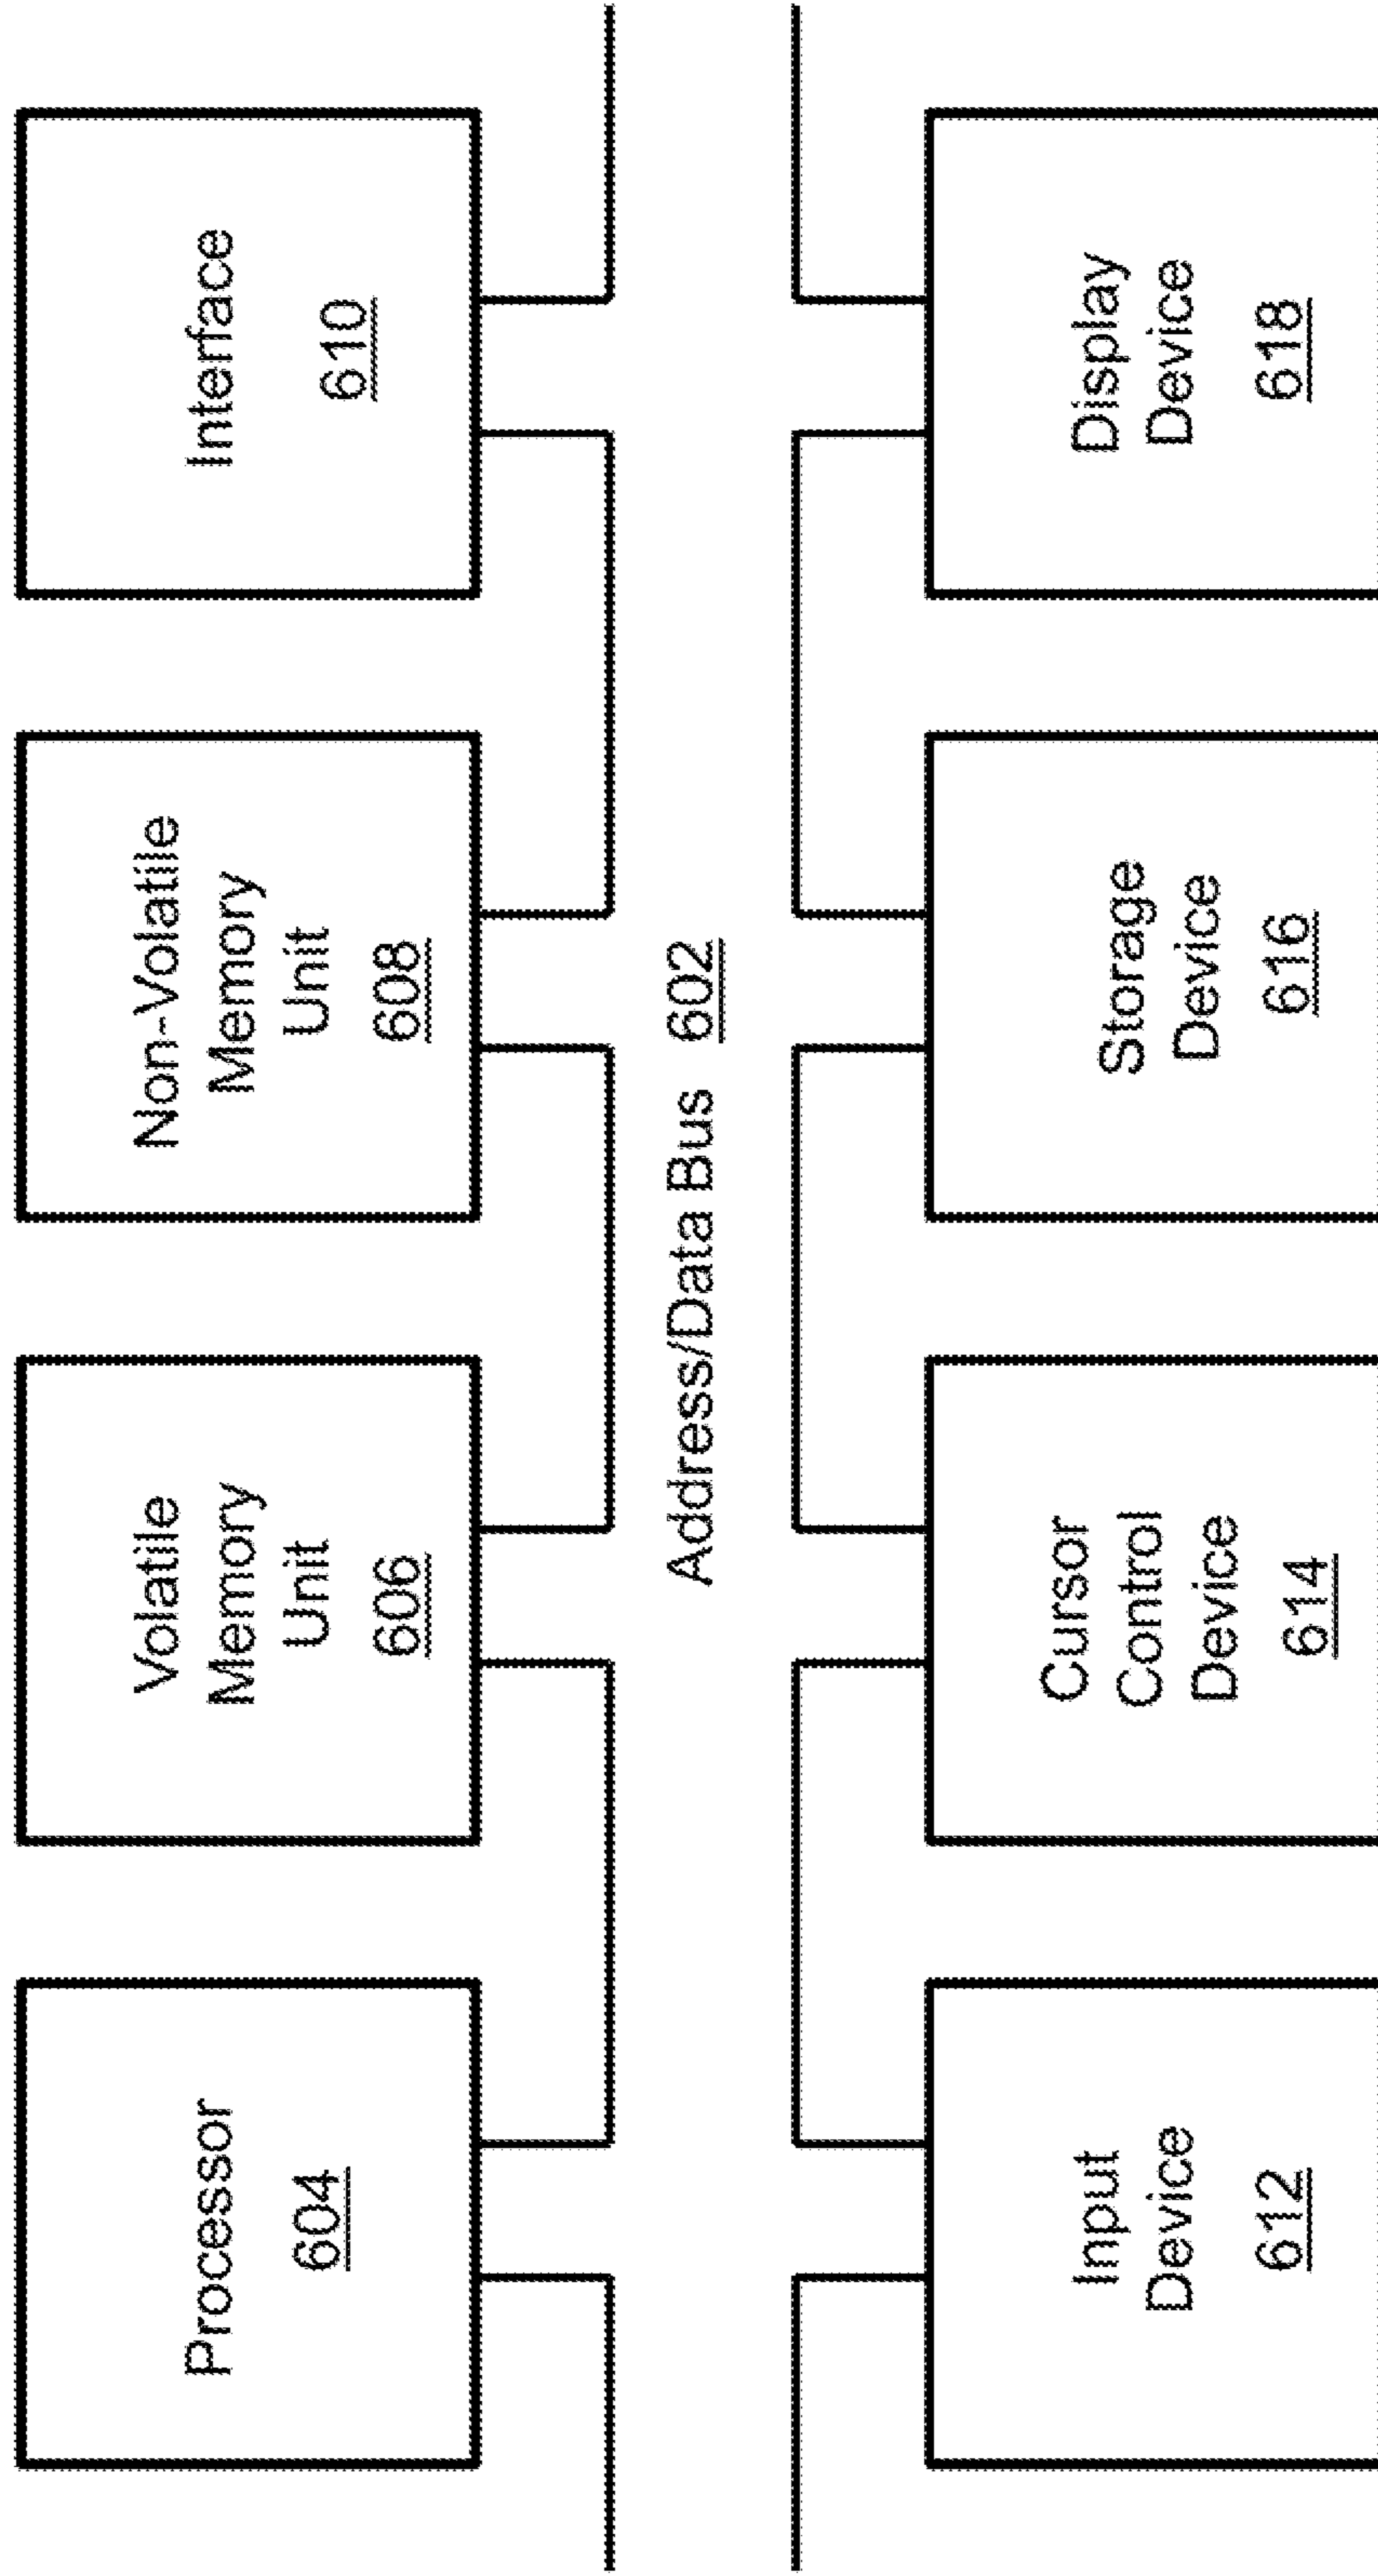 Processor
604
Volatile
Memory
Unit
606
Non-Volatile
Memory
Unit
608
Interface
610
Address/Data Bus 602
Input
Device
612
Cursor
Control
Device
614
Storage
Device
616
Display
Device
618